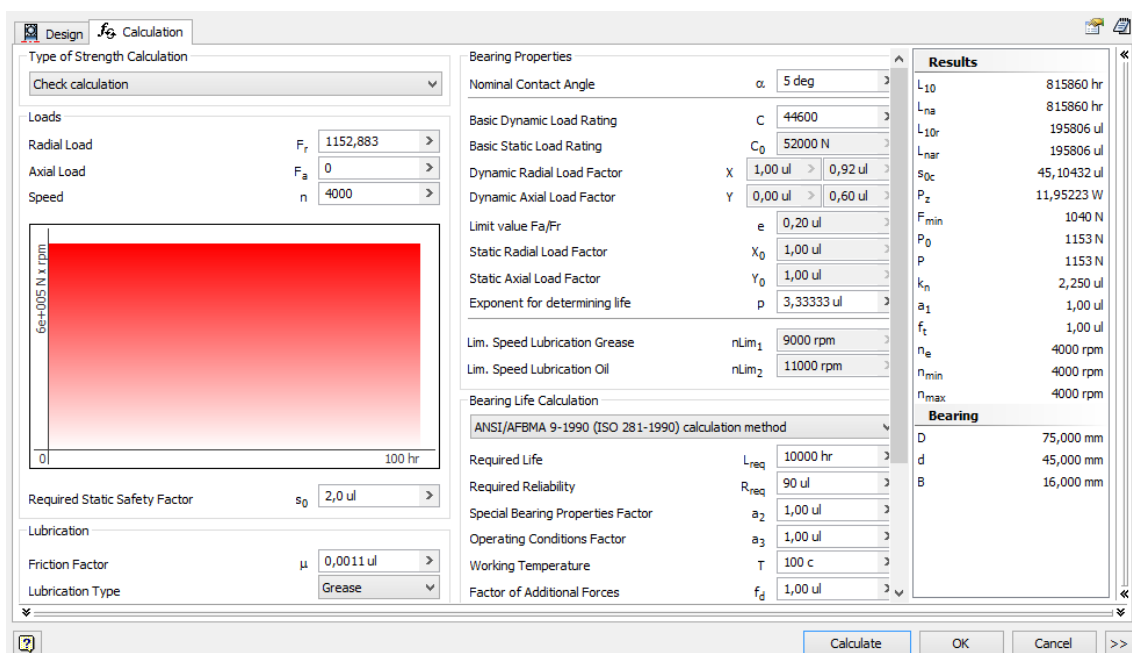 Design
fG Calculation
Type of Strength Calculation
Check calculation
Loads
Radial Load Fr 1152,883
Axial Load Fa 0
Speed n 4000
6e+005 N x rpm
0 100 hr
Required Static Safety Factor s0 2,0 ul
Lubrication
Friction Factor μ 0,0011 ul
Lubrication Type Grease
Bearing Properties
Nominal Contact Angle α 5 deg
Basic Dynamic Load Rating C 44600
Basic Static Load Rating C0 52000 N
Dynamic Radial Load Factor X 1,00 ul 0,92 ul
Dynamic Axial Load Factor Y 0,00 ul 0,60 ul
Limit value Fa/Fr e 0,20 ul
Static Radial Load Factor X0 1,00 ul
Static Axial Load Factor Y0 1,00 ul
Exponent for determining life p 3,33333 ul
Lim. Speed Lubrication Grease nLim1 9000 rpm
Lim. Speed Lubrication Oil nLim2 11000 rpm
Bearing Life Calculation
ANSI/AFBMA 9-1990 (ISO 281-1990) calculation method
Required Life Lreq 10000 hr
Required Reliability Rreq 90 ul
Special Bearing Properties Factor a2 1,00 ul
Operating Conditions Factor a3 1,00 ul
Working Temperature T 100 c
Factor of Additional Forces fd 1,00 ul
Results
L10 815860 hr
Lna 815860 hr
L10r 195806 ul
Lnar 195806 ul
s0c 45,10432 ul
Pz 11,95223 W
Fmin 1040 N
P0 1153 N
P 1153 N
kn 2,250 ul
a1 1,00 ul
ft 1,00 ul
ne 4000 rpm
nmin 4000 rpm
nmax 4000 rpm
Bearing
D 75,000 mm
d 45,000 mm
B 16,000 mm
Calculate
OK
Cancel
>>